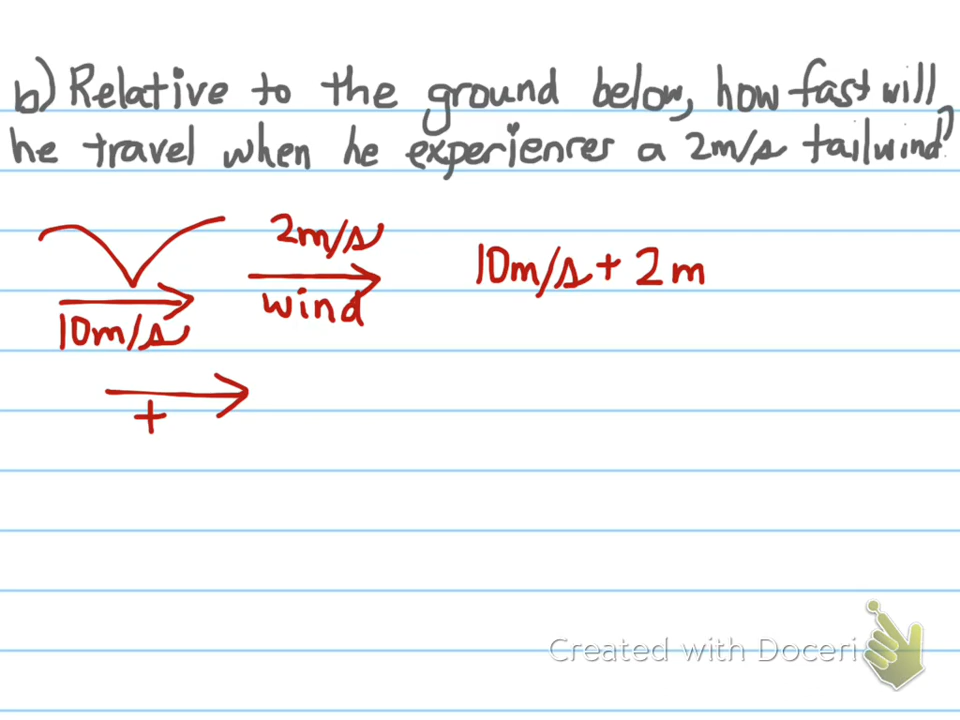 b) Relative to the ground below, how fast will
he travel when he experiences a 2m/s tailwind?
2m/s
10m/s + 2m
wind
10m/s
+
Created with Doceri